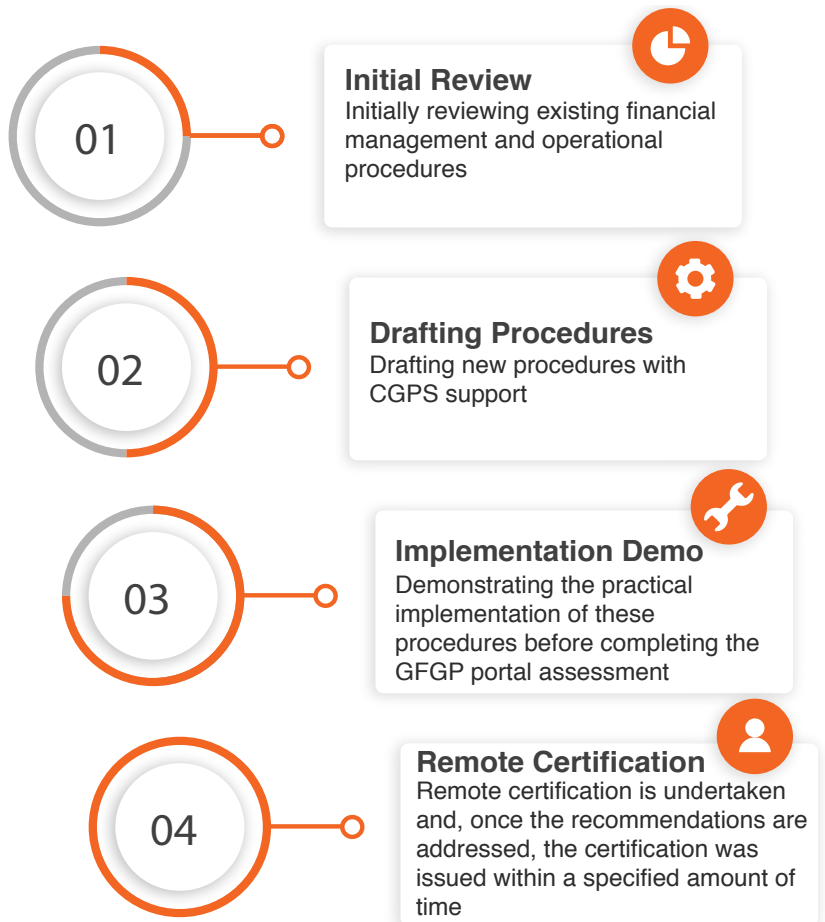 01
Initial Review
Initially reviewing existing financial
management and operational
procedures
02
Drafting Procedures
Drafting new procedures with
CGPS support
03
Implementation Demo
Demonstrating the practical
implementation of these
procedures before completing the
GFGP portal assessment
04
Remote Certification
Remote certification is undertaken
and, once the recommendations are
addressed, the certification was
issued within a specified amount of
time